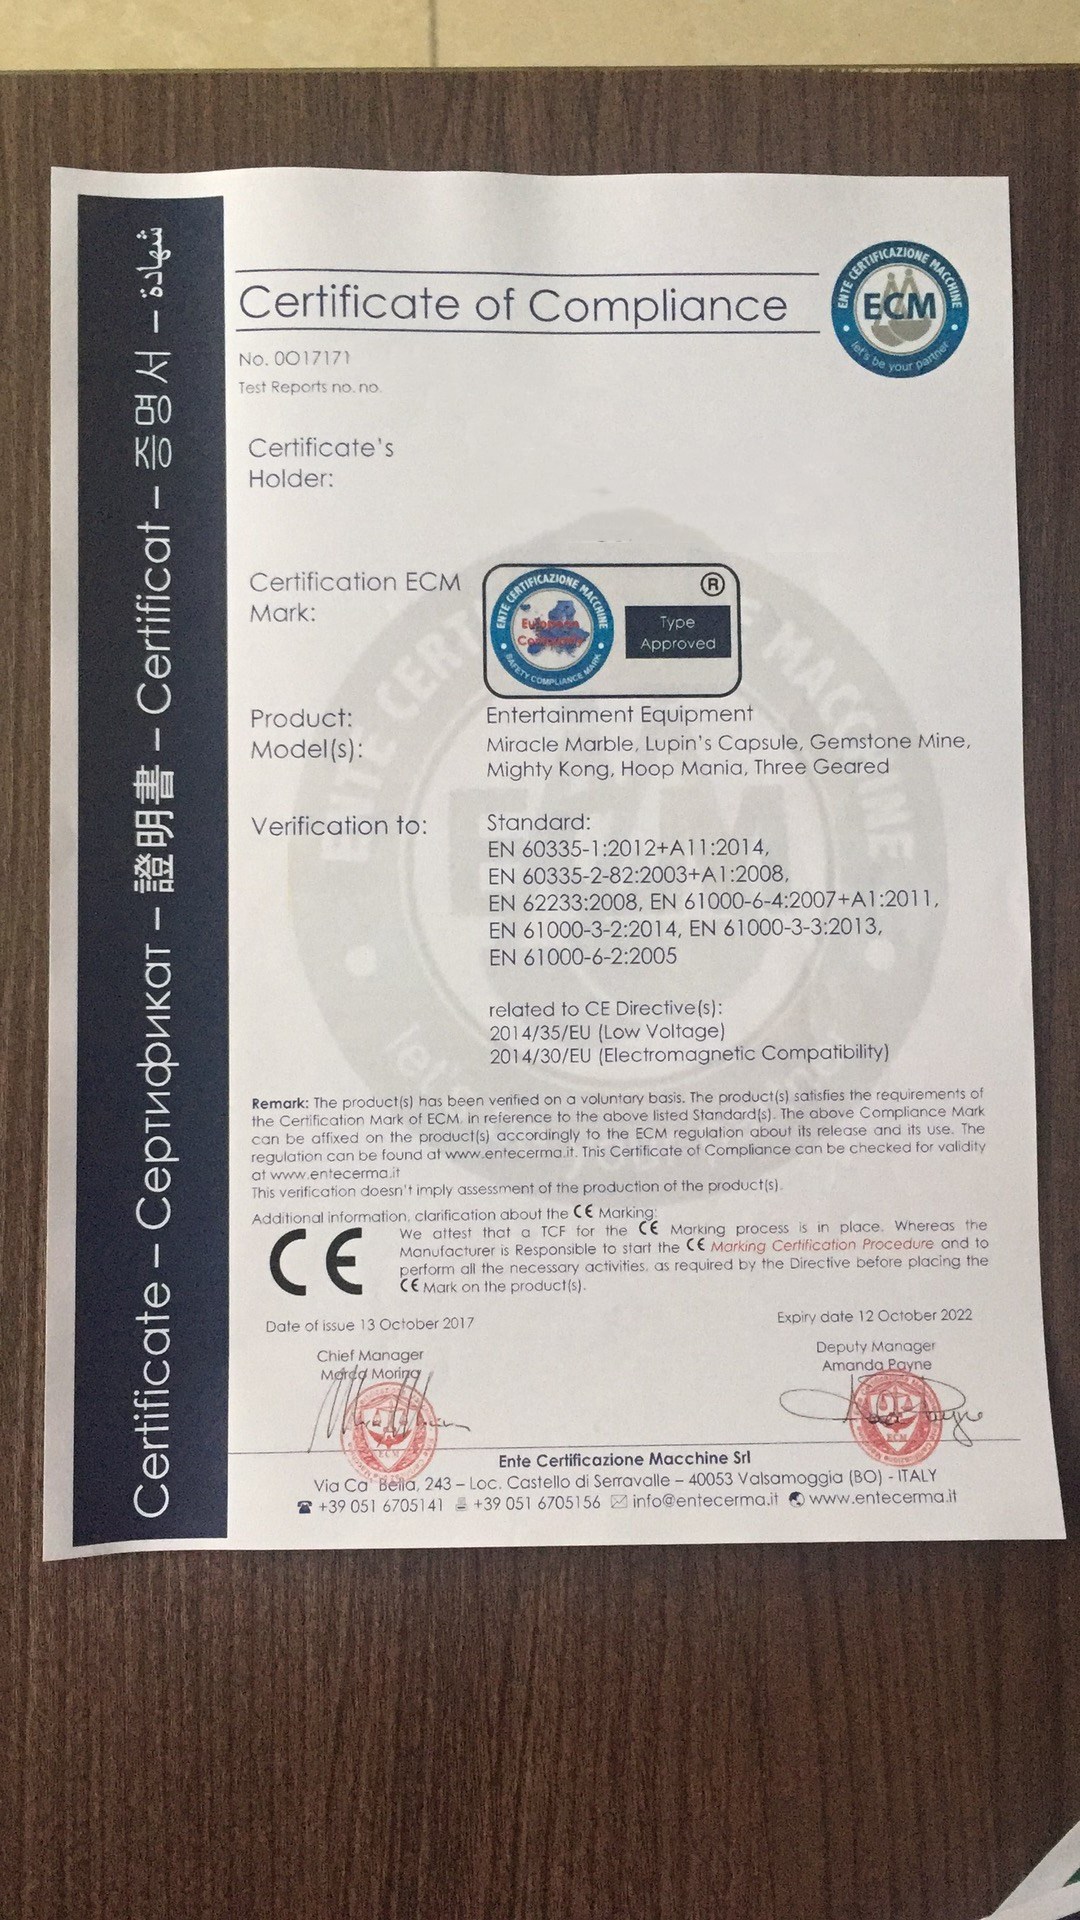 Certificate – Сертификат – 證明書 – Certificat – 증명서 – شهادة
Certificate of Compliance
ENTE CERTIFICAZIONE MACCHINE
ECM
let's be your partner
No. 0O17171
Test Reports no. no.
Certificate's
Holder:
Certification ECM
Mark:
ENTE CERTIFICAZIONE MACCHINE
European
SAFETY COMPLIANCE MARK
®
Type
Approved
Product: Entertainment Equipment
Model(s): Miracle Marble, Lupin's Capsule, Gemstone Mine,
Mighty Kong, Hoop Mania, Three Geared
Verification to: Standard:
EN 60335-1:2012+A11:2014,
EN 60335-2-82:2003+A1:2008,
EN 62233:2008, EN 61000-6-4:2007+A1:2011,
EN 61000-3-2:2014, EN 61000-3-3:2013,
EN 61000-6-2:2005
related to CE Directive(s):
2014/35/EU (Low Voltage)
2014/30/EU (Electromagnetic Compatibility)
Remark: The product(s) has been verified on a voluntary basis. The product(s) satisfies the requirements of
the Certification Mark of ECM, in reference to the above listed Standard(s). The above Compliance Mark
can be affixed on the product(s) accordingly to the ECM regulation about its release and its use. The
regulation can be found at www.entecerma.it. This Certificate of Compliance can be checked for validity
at www.entecerma.it
This verification doesn't imply assessment of the production of the product(s).
Additional information, clarification about the CE Marking:
CE
We attest that a TCF for the CE Marking process is in place. Whereas the
Manufacturer is Responsible to start the CE Marking Certification Procedure and to
perform all the necessary activities, as required by the Directive before placing the
CE Mark on the product(s).
Date of issue 13 October 2017
Expiry date 12 October 2022
Chief Manager
Marco Morina
Deputy Manager
Amanda Payne
ECM
ECM
Ente Certificazione Macchine Srl
Via Ca' Bella, 243 – Loc. Castello di Serravalle – 40053 Valsamoggia (BO) - ITALY
+39 051 6705141 +39 051 6705156 info@entecerma.it www.entecerma.it